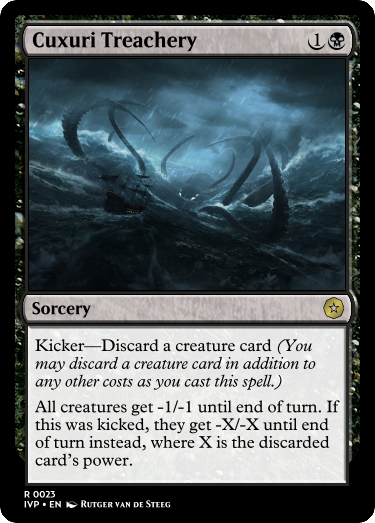 Cuxuri Treachery 1
Sorcery
Kicker—Discard a creature card (You
may discard a creature card in addition to
any other costs as you cast this spell.)
All creatures get -1/-1 until end of turn. If
this was kicked, they get -X/-X until end
of turn instead, where X is the discarded
card's power.
R 0023
IVP • EN Rutger van de Steeg